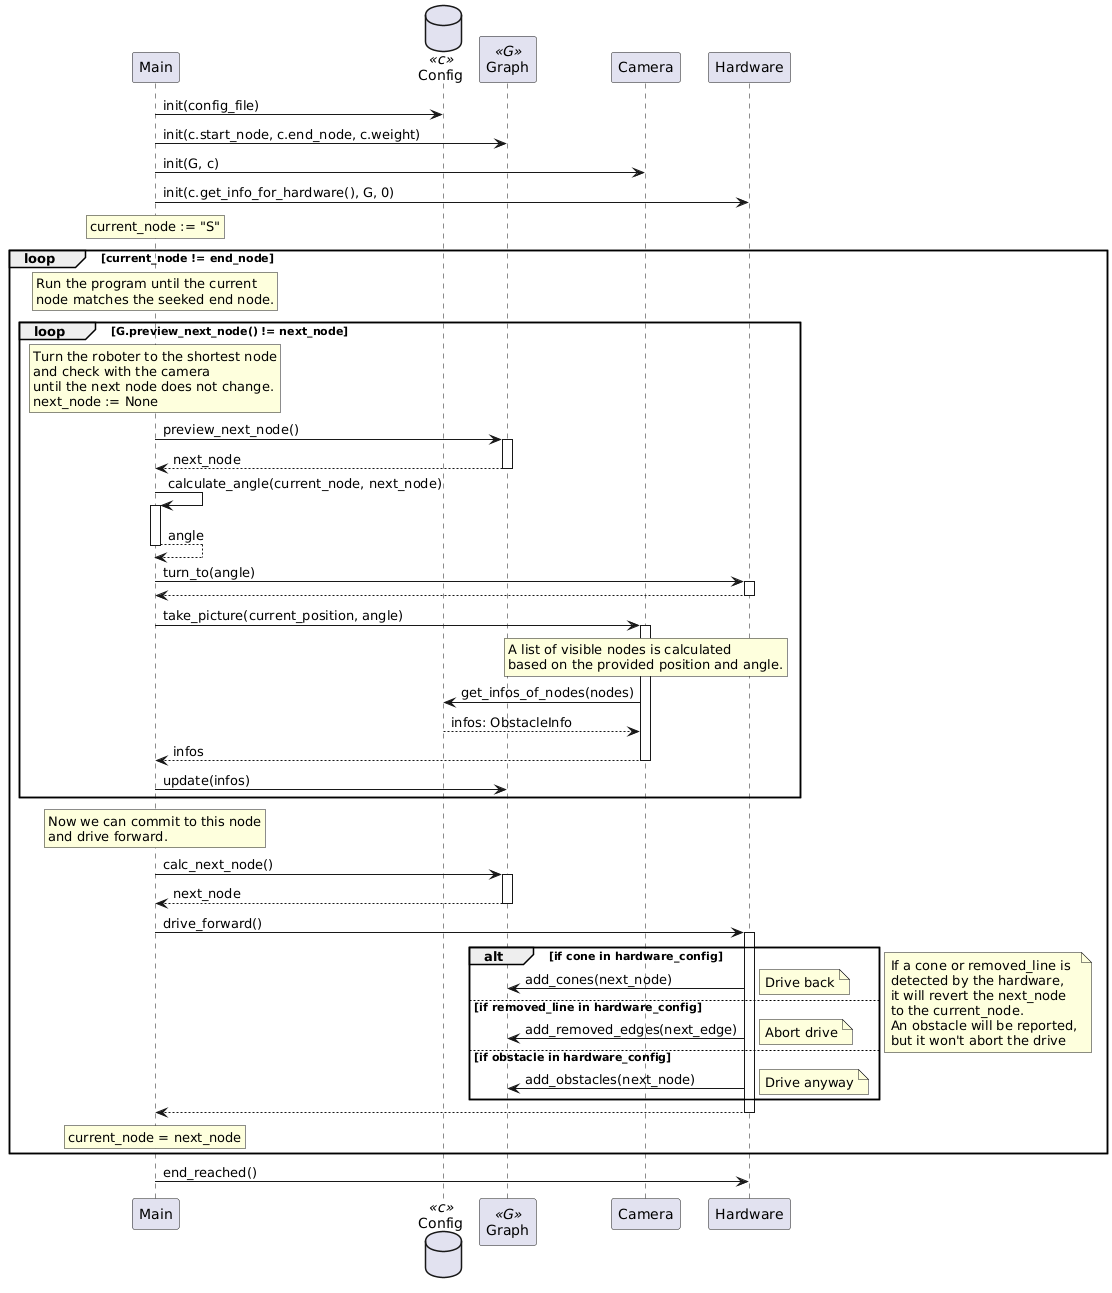 «c»
Config
Main
«G»
Graph
Camera
Hardware
init(config_file)
init(c.start_node, c.end_node, c.weight)
init(G, c)
init(c.get_info_for_hardware(), G, 0)
current_node := "S"
loop [current_node != end_node]
Run the program until the current
node matches the seeked end node.
loop [G.preview_next_node() != next_node]
Turn the roboter to the shortest node
and check with the camera
until the next node does not change.
next_node := None
preview_next_node()
next_node
calculate_angle(current_node, next_node)
angle
turn_to(angle)
take_picture(current_position, angle)
A list of visible nodes is calculated
based on the provided position and angle.
get_infos_of_nodes(nodes)
infos: ObstacleInfo
infos
update(infos)
Now we can commit to this node
and drive forward.
calc_next_node()
next_node
drive_forward()
alt [if cone in hardware_config]
add_cones(next_node)
Drive back
[if removed_line in hardware_config]
add_removed_edges(next_edge)
Abort drive
[if obstacle in hardware_config]
add_obstacles(next_node)
Drive anyway
If a cone or removed_line is
detected by the hardware,
it will revert the next_node
to the current_node.
An obstacle will be reported,
but it won't abort the drive
current_node = next_node
end_reached()
Main
«c»
Config
«G»
Graph
Camera
Hardware